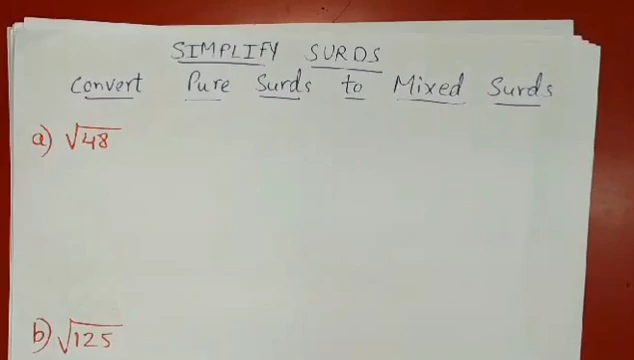 SIMPLIFY SURDS
Convert Pure Surds to Mixed Surds
a) √48
b) √125